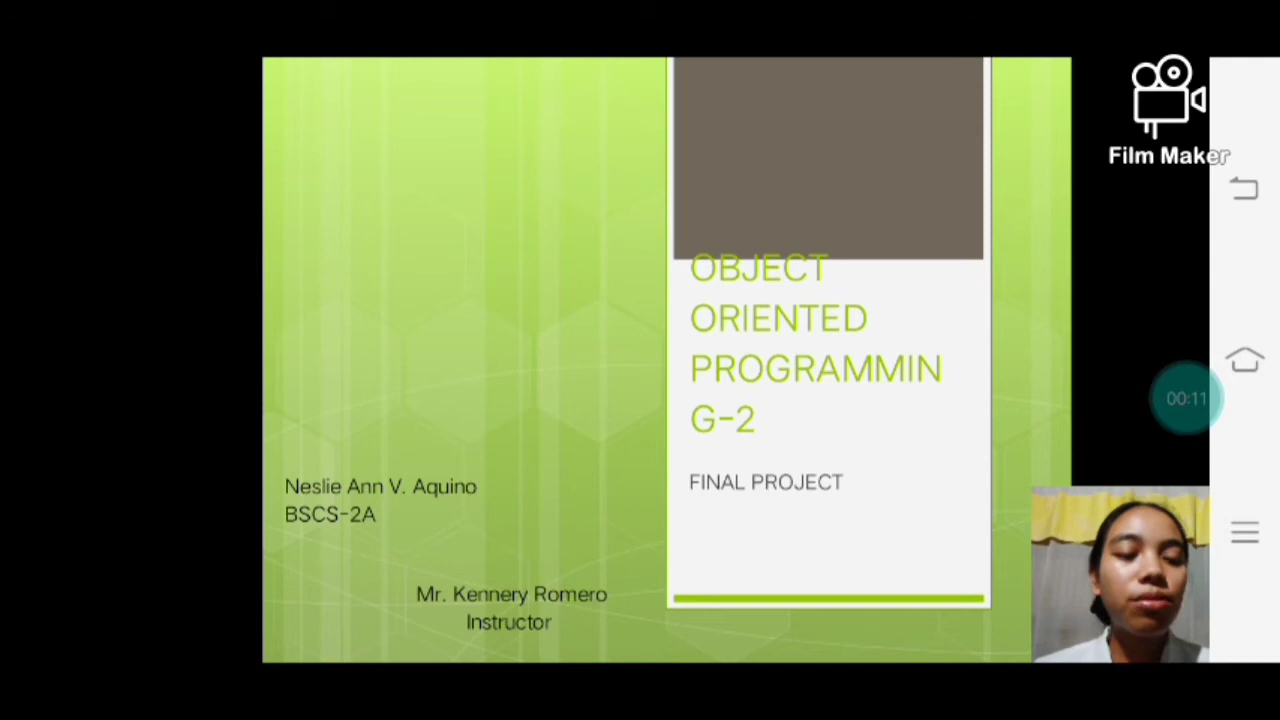 Film Maker
OBJECT
ORIENTED
PROGRAMMIN
G-2
FINAL PROJECT
00:11
Neslie Ann V. Aquino
BSCS-2A
Mr. Kennery Romero
Instructor